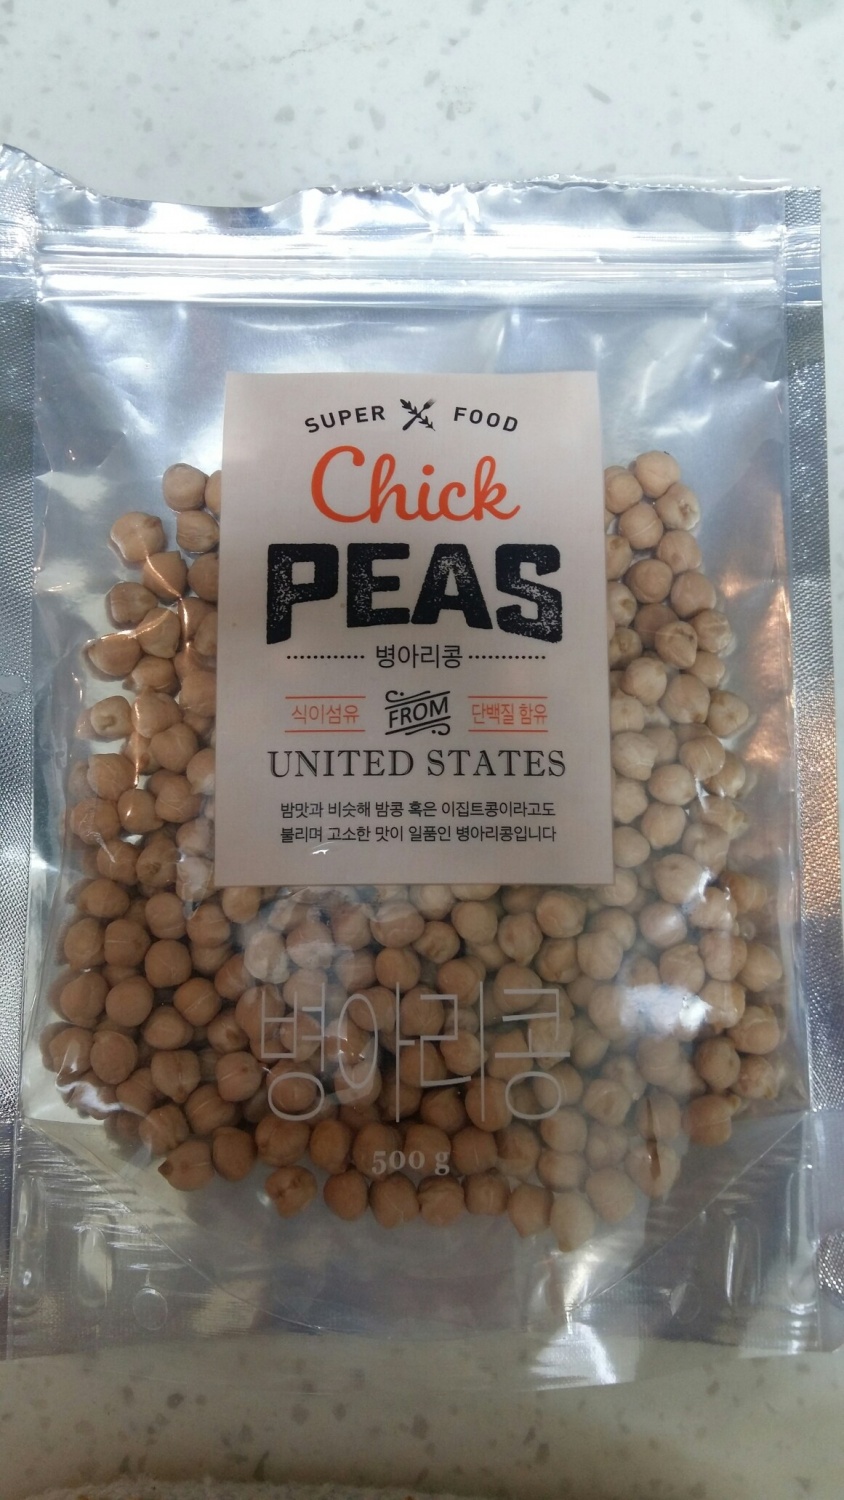 SUPER FOOD
Chick
PEAS
병아리콩
식이섬유 FROM 단백질 함유
UNITED STATES
밤맛과 비슷해 밤콩 혹은 이집트콩이라고도
불리며 고소한 맛이 일품인 병아리콩입니다
병아리콩
500 g